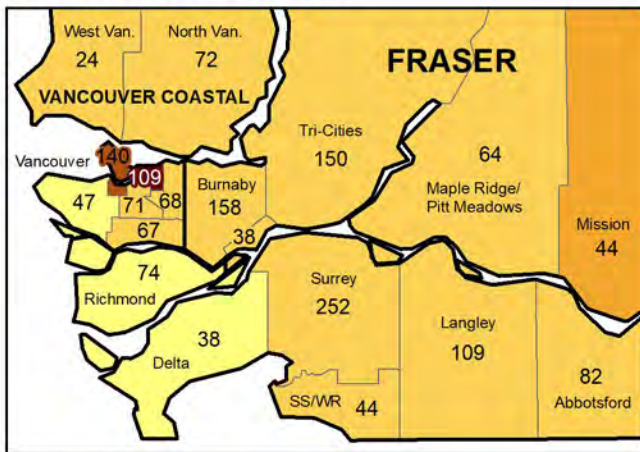 West Van.
24
North Van.
72
VANCOUVER COASTAL
FRASER
Tri-Cities
150
64
Maple Ridge/
Pitt Meadows
Mission
44
Vancouver
140
109
47
71
68
67
Burnaby
158
38
74
Richmond
Surrey
252
Langley
109
38
Delta
SS/WR
44
82
Abbotsford